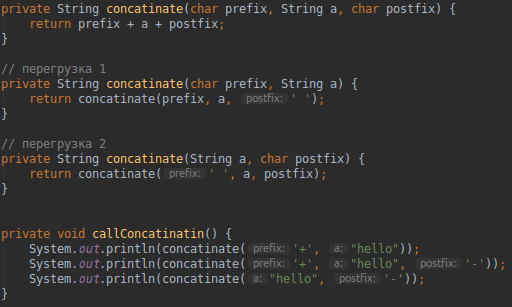 private String concatinate(char prefix, String a, char postfix) {
return prefix + a + postfix;
}
// перегрузка 1
private String concatinate(char prefix, String a) {
return concatinate(prefix, a, postfix: ' ');
}
// перегрузка 2
private String concatinate(String a, char postfix) {
return concatinate( prefix: ' ', a, postfix);
}
private void callConcatinatin() {
System.out.println(concatinate( prefix: '+', a: "hello"));
System.out.println(concatinate( prefix: '+', a: "hello", postfix: '-'));
System.out.println(concatinate( a: "hello", postfix: '-'));
}